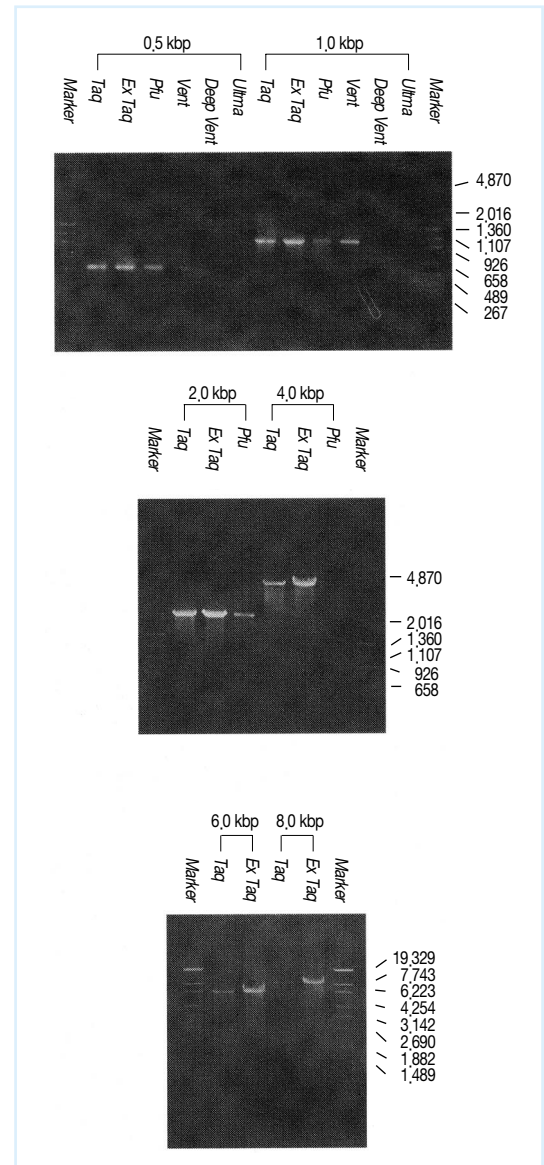 0.5 kbp
1.0 kbp
Marker
Taq
Ex Taq
Pfu
Vent
Deep Vent
Ultma
Taq
Ex Taq
Pfu
Vent
Deep Vent
Ultma
Marker
4,870
2,016
1,360
1,107
926
658
489
267
2.0 kbp
4.0 kbp
Marker
Taq
Ex Taq
Pfu
Taq
Ex Taq
Pfu
Marker
4,870
2,016
1,360
1,107
926
658
6.0 kbp
8.0 kbp
Marker
Taq
Ex Taq
Taq
Ex Taq
Marker
19,329
7,743
6,223
4,254
3,142
2,690
1,882
1,489